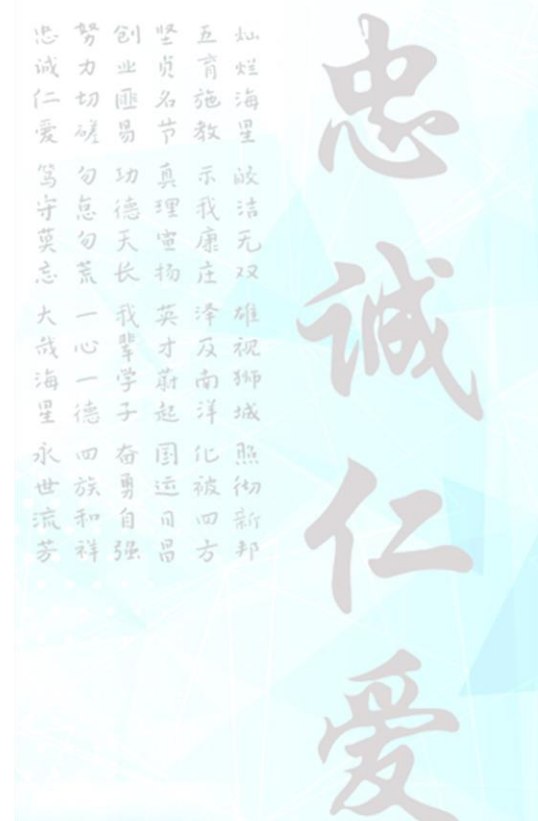 忠诚仁爱
灿烂海星 皎洁无双 雄视狮城 照彻新邦
五育施教 示我康庄 泽及南洋 化被四方
坚贞名节 真理宣扬 英才蔚起 国运日昌
创业匪易 功德天长 我辈学子 奋勇自强
努力切磋 勿怠勿荒 一心一德 四族和祥
忠诚仁爱 笃守莫忘 大哉海星 永世流芳